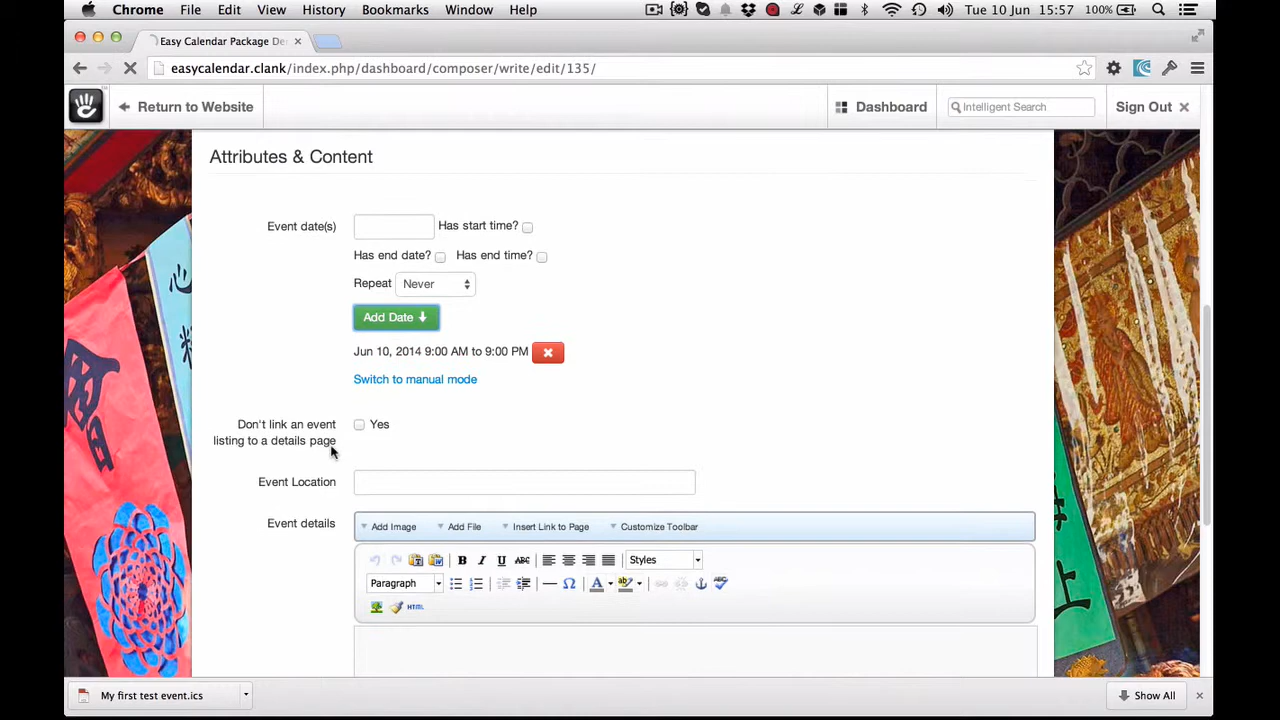 Chrome File Edit View History Bookmarks Window Help Tue 10 Jun 15:57 100%
Easy Calendar Package De
easycalendar.clank/index.php/dashboard/composer/write/edit/135/
Return to Website Dashboard Intelligent Search Sign Out
Attributes & Content
Event date(s) Has start time?
Has end date? Has end time?
Repeat Never
Add Date
Jun 10, 2014 9:00 AM to 9:00 PM
Switch to manual mode
Don't link an event Yes
listing to a details page
Event Location
Event details Add Image Add File Insert Link to Page Customize Toolbar
B I U ABC Styles
Paragraph A ab
HTML
My first test event.ics Show All